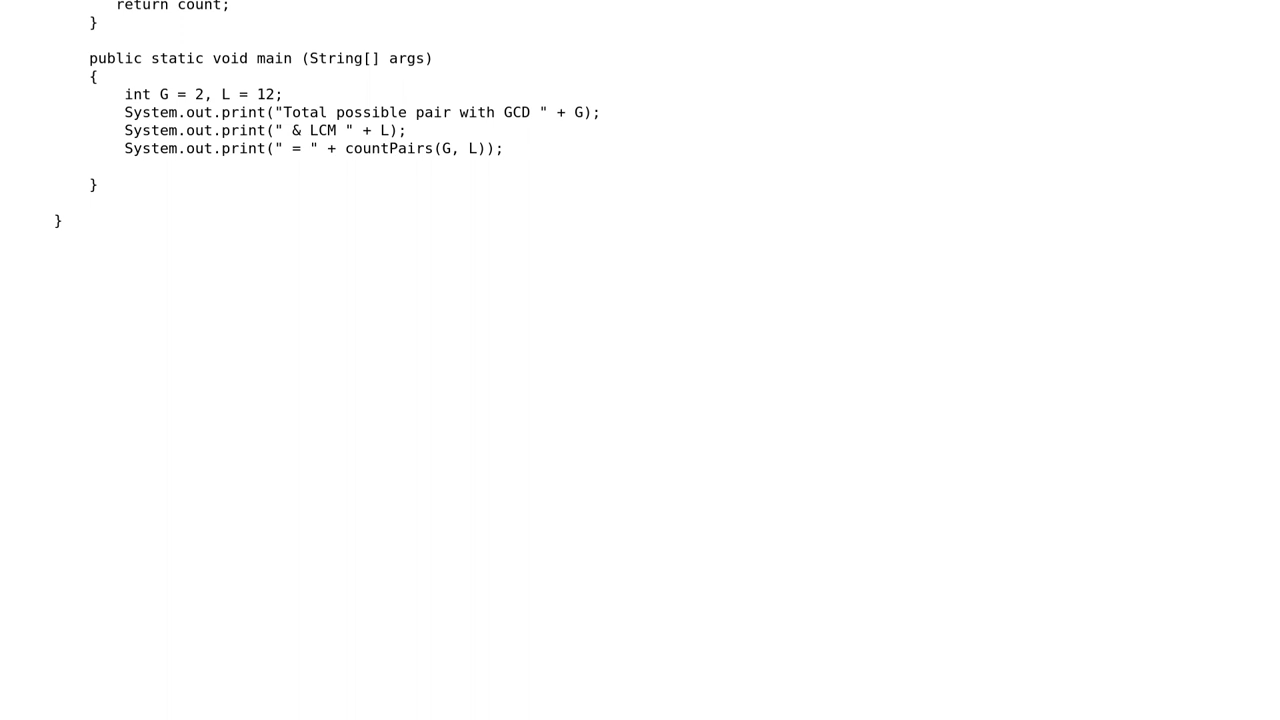 return count;
}
public static void main (String[] args)
{
int G = 2, L = 12;
System.out.print("Total possible pair with GCD " + G);
System.out.print(" & LCM " + L);
System.out.print(" = " + countPairs(G, L));
}
}